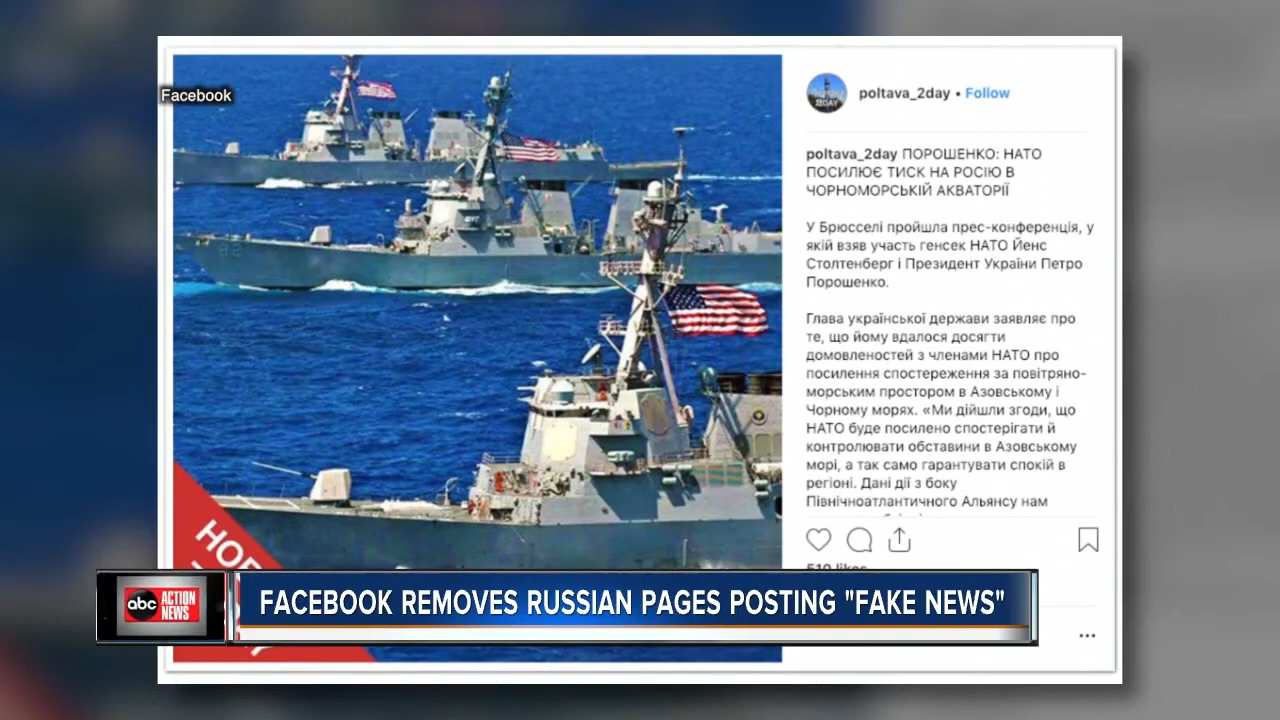 Facebook
2DAY
poltava_2day • Follow
poltava_2day ПОРОШЕНКО: НАТО
ПОСИЛЮЄ ТИСК НА РОСІЮ В
ЧОРНОМОРСЬКІЙ АКВАТОРІЇ
У Брюсселі пройшла прес-конференція, у
якій взяв участь генсек НАТО Йенс
Столтенберг і Президент України Петро
Порошенко.
Глава української держави заявляє про
те, що йому вдалося досягти
домовленостей з членами НАТО про
посилення спостереження за повітряно-
морським простором в Азовському і
Чорному морях. «Ми дійшли згоди, що
НАТО буде посилено спостерігати й
контролювати обставини в Азовському
морі, а так само гарантувати спокій в
регіоні. Дані дії з боку
Північноатлантичного Альянсу нам
510 likes
abc ACTION
NEWS
FACEBOOK REMOVES RUSSIAN PAGES POSTING "FAKE NEWS"